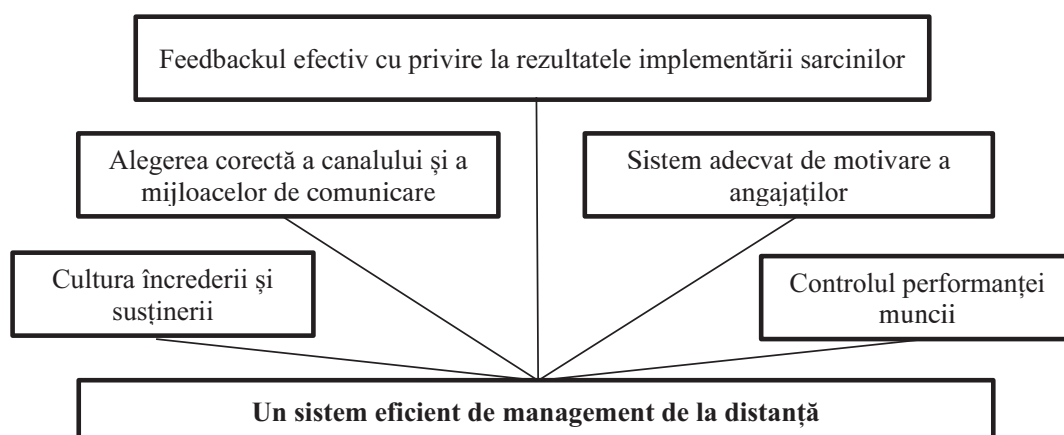 Feedbackul efectiv cu privire la rezultatele implementării sarcinilor
Alegerea corectă a canalului și a
mijloacelor de comunicare
Sistem adecvat de motivare a
angajaților
Cultura încrederii și
susținerii
Controlul performanței
muncii
Un sistem eficient de management de la distanță